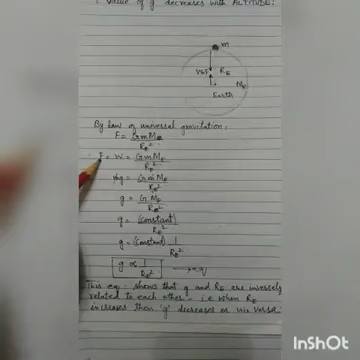 Value of g decreases with ALTITUDE:
m
RE
ME
Earth
By law of universal gravitation,
F = GmME
RE²
F = W = GmME
RE²
mg = GmME
RE²
g = GME
RE²
g = (constant)
RE²
g = (constant) 1
RE²
g ∝ 1
RE²
This eq. shows that g and RE are inversely
related to each other i.e when RE
increases then 'g' decreases or vice versa.
InShOt